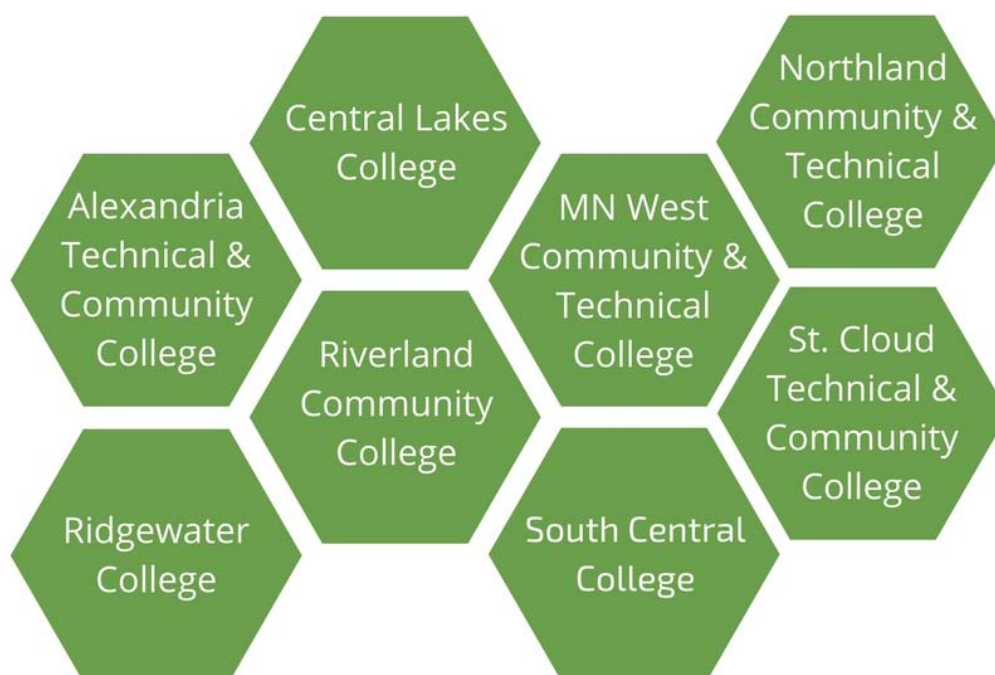 Central Lakes
College
Northland
Community &
Technical
College
Alexandria
Technical &
Community
College
MN West
Community &
Technical
College
Riverland
Community
College
St. Cloud
Technical &
Community
College
Ridgewater
College
South Central
College